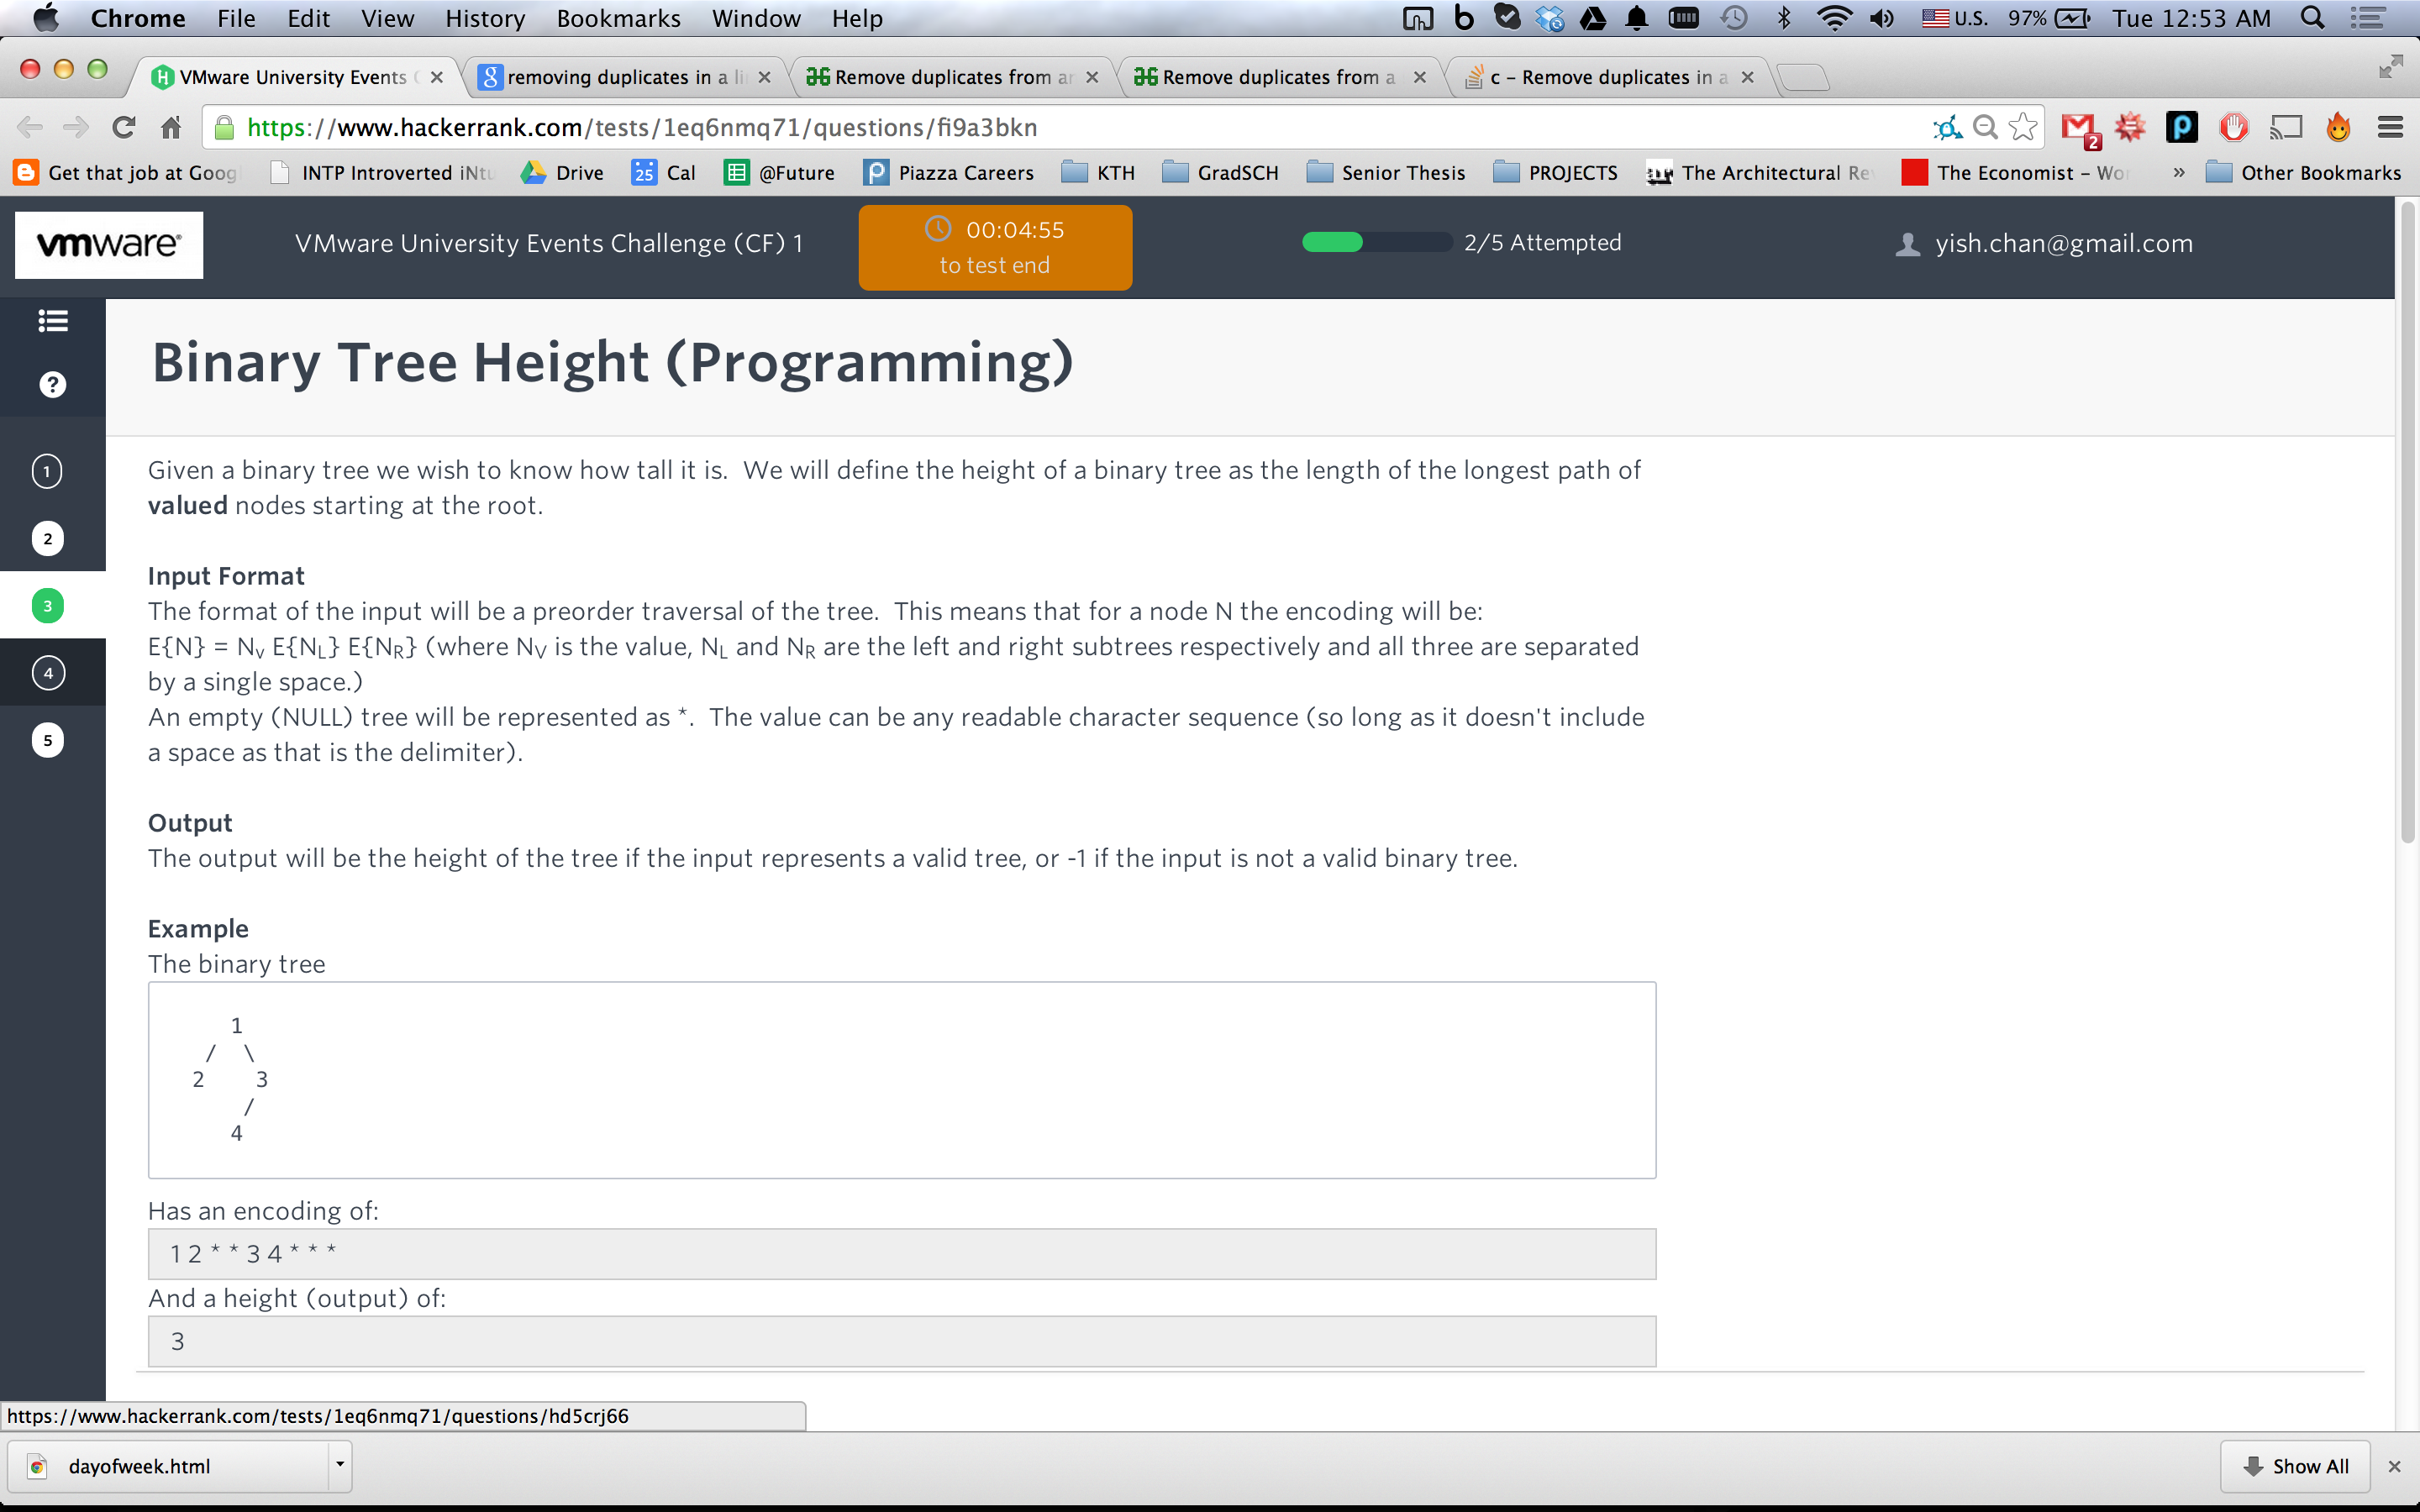 Chrome File Edit View History Bookmarks Window Help U.S. 97% Tue 12:53 AM
VMware University Events removing duplicates in a li Remove duplicates from ar Remove duplicates from a c – Remove duplicates in a
https://www.hackerrank.com/tests/1eq6nmq71/questions/fi9a3bkn 2
Get that job at Goog INTP Introverted iNtu Drive 25 Cal @Future Piazza Careers KTH GradSCH Senior Thesis PROJECTS The Architectural Re The Economist – Wor » Other Bookmarks
vmware VMware University Events Challenge (CF) 1 00:04:55 2/5 Attempted yish.chan@gmail.com
to test end
Binary Tree Height (Programming)
?
1
2
3
4
5
Given a binary tree we wish to know how tall it is. We will define the height of a binary tree as the length of the longest path of
valued nodes starting at the root.
Input Format
The format of the input will be a preorder traversal of the tree. This means that for a node N the encoding will be:
E{N} = Nv E{NL} E{NR} (where NV is the value, NL and NR are the left and right subtrees respectively and all three are separated
by a single space.)
An empty (NULL) tree will be represented as *. The value can be any readable character sequence (so long as it doesn't include
a space as that is the delimiter).
Output
The output will be the height of the tree if the input represents a valid tree, or -1 if the input is not a valid binary tree.
Example
The binary tree
1
/ \
2 3
/
4
Has an encoding of:
1 2 * * 3 4 * * *
And a height (output) of:
3
https://www.hackerrank.com/tests/1eq6nmq71/questions/hd5crj66
dayofweek.html Show All